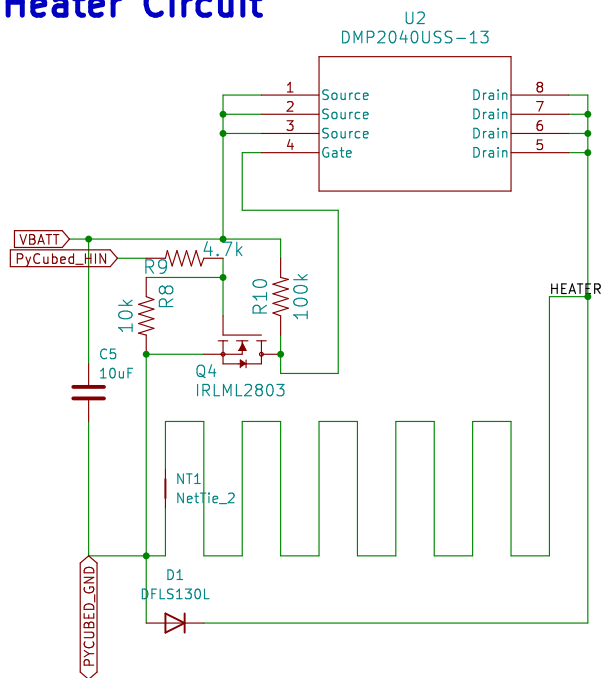 Heater Circuit
U2
DMP2040USS-13
1 Source Drain 8
2 Source Drain 7
3 Source Drain 6
4 Gate Drain 5
VBATT
PyCubed_HIN
4.7k
R9
R8
10k
R10
100k
HEATER
C5
10uF
Q4
IRLML2803
NT1
NetTie_2
D1
DFLS130L
PYCUBED_GND